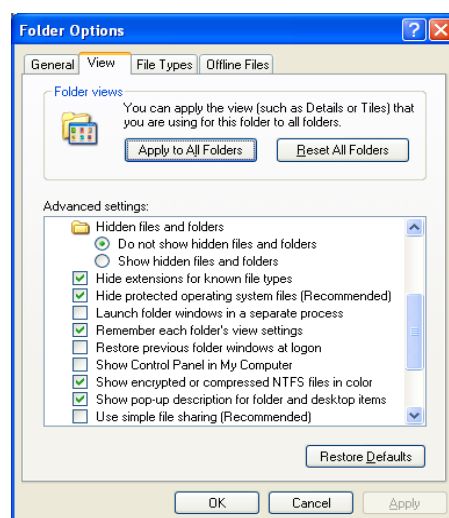 Folder Options
General View File Types Offline Files
Folder views
You can apply the view (such as Details or Tiles) that
you are using for this folder to all folders.
Apply to All Folders Reset All Folders
Advanced settings:
Hidden files and folders
Do not show hidden files and folders
Show hidden files and folders
Hide extensions for known file types
Hide protected operating system files (Recommended)
Launch folder windows in a separate process
Remember each folder's view settings
Restore previous folder windows at logon
Show Control Panel in My Computer
Show encrypted or compressed NTFS files in color
Show pop-up description for folder and desktop items
Use simple file sharing (Recommended)
Restore Defaults
OK Cancel Apply